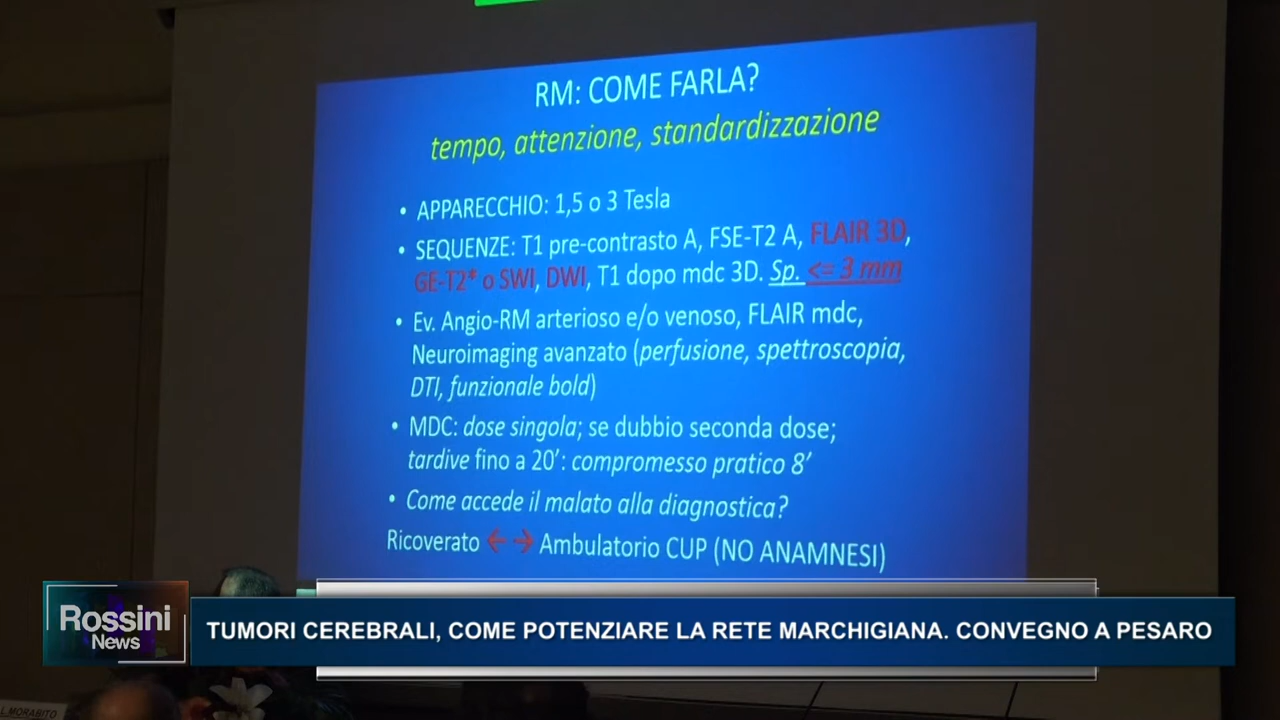 RM: COME FARLA?
tempo, attenzione, standardizzazione
• APPARECCHIO: 1,5 o 3 Tesla
• SEQUENZE: T1 pre-contrasto A, FSE-T2 A, FLAIR 3D,
GE-T2* o SWI, DWI, T1 dopo mdc 3D. Sp. <= 3 mm
• Ev. Angio-RM arterioso e/o venoso, FLAIR mdc,
Neuroimaging avanzato (perfusione, spettroscopia,
DTI, funzionale bold)
• MDC: dose singola; se dubbio seconda dose;
tardive fino a 20’: compromesso pratico 8’
• Come accede il malato alla diagnostica?
Ricoverato ←→ Ambulatorio CUP (NO ANAMNESI)
Rossini
News
TUMORI CEREBRALI, COME POTENZIARE LA RETE MARCHIGIANA. CONVEGNO A PESARO
L.MORABITO